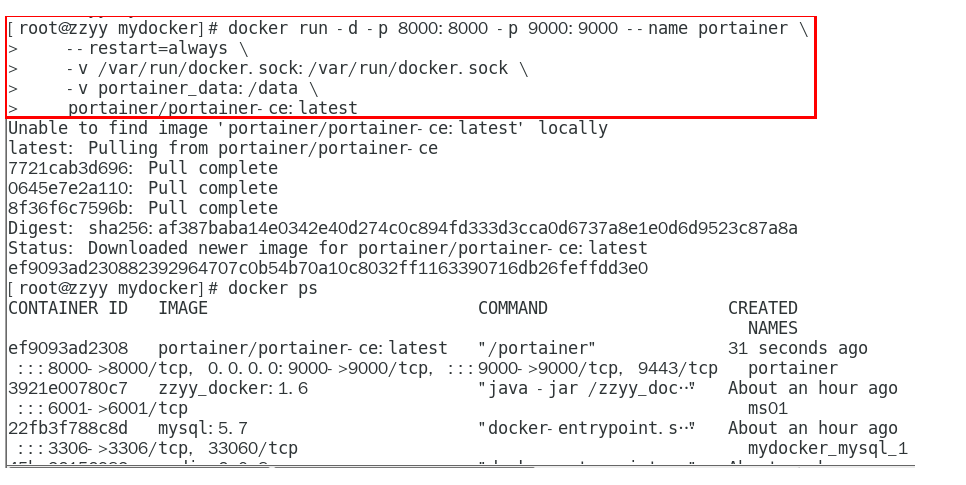 [root@zzyy mydocker]# docker run -d -p 8000:8000 -p 9000:9000 --name portainer \
>     --restart=always \
>     -v /var/run/docker.sock:/var/run/docker.sock \
>     -v portainer_data:/data \
>     portainer/portainer-ce:latest
Unable to find image 'portainer/portainer-ce:latest' locally
latest: Pulling from portainer/portainer-ce
7721cab3d696: Pull complete
0645e7e2a110: Pull complete
8f36f6c7596b: Pull complete
Digest: sha256:af387baba14e0342e40d274c0c894fd333d3cca0d6737a8e1e0d6d9523c87a8a
Status: Downloaded newer image for portainer/portainer-ce:latest
ef9093ad230882392964707c0b54b70a10c8032ff1163390716db26feffdd3e0
[root@zzyy mydocker]# docker ps
CONTAINER ID   IMAGE                           COMMAND                  CREATED
NAMES
ef9093ad2308   portainer/portainer-ce:latest   "/portainer"             31 seconds ago
:::8000->8000/tcp, 0.0.0.0:9000->9000/tcp, :::9000->9000/tcp, 9443/tcp   portainer
3921e00780c7   zzyy_docker:1.6                 "java -jar /zzyy_doc…"   About an hour ago
:::6001->6001/tcp                                                        ms01
22fb3f788c8d   mysql:5.7                       "docker-entrypoint.s…"   About an hour ago
:::3306->3306/tcp, 33060/tcp                                             mydocker_mysql_1